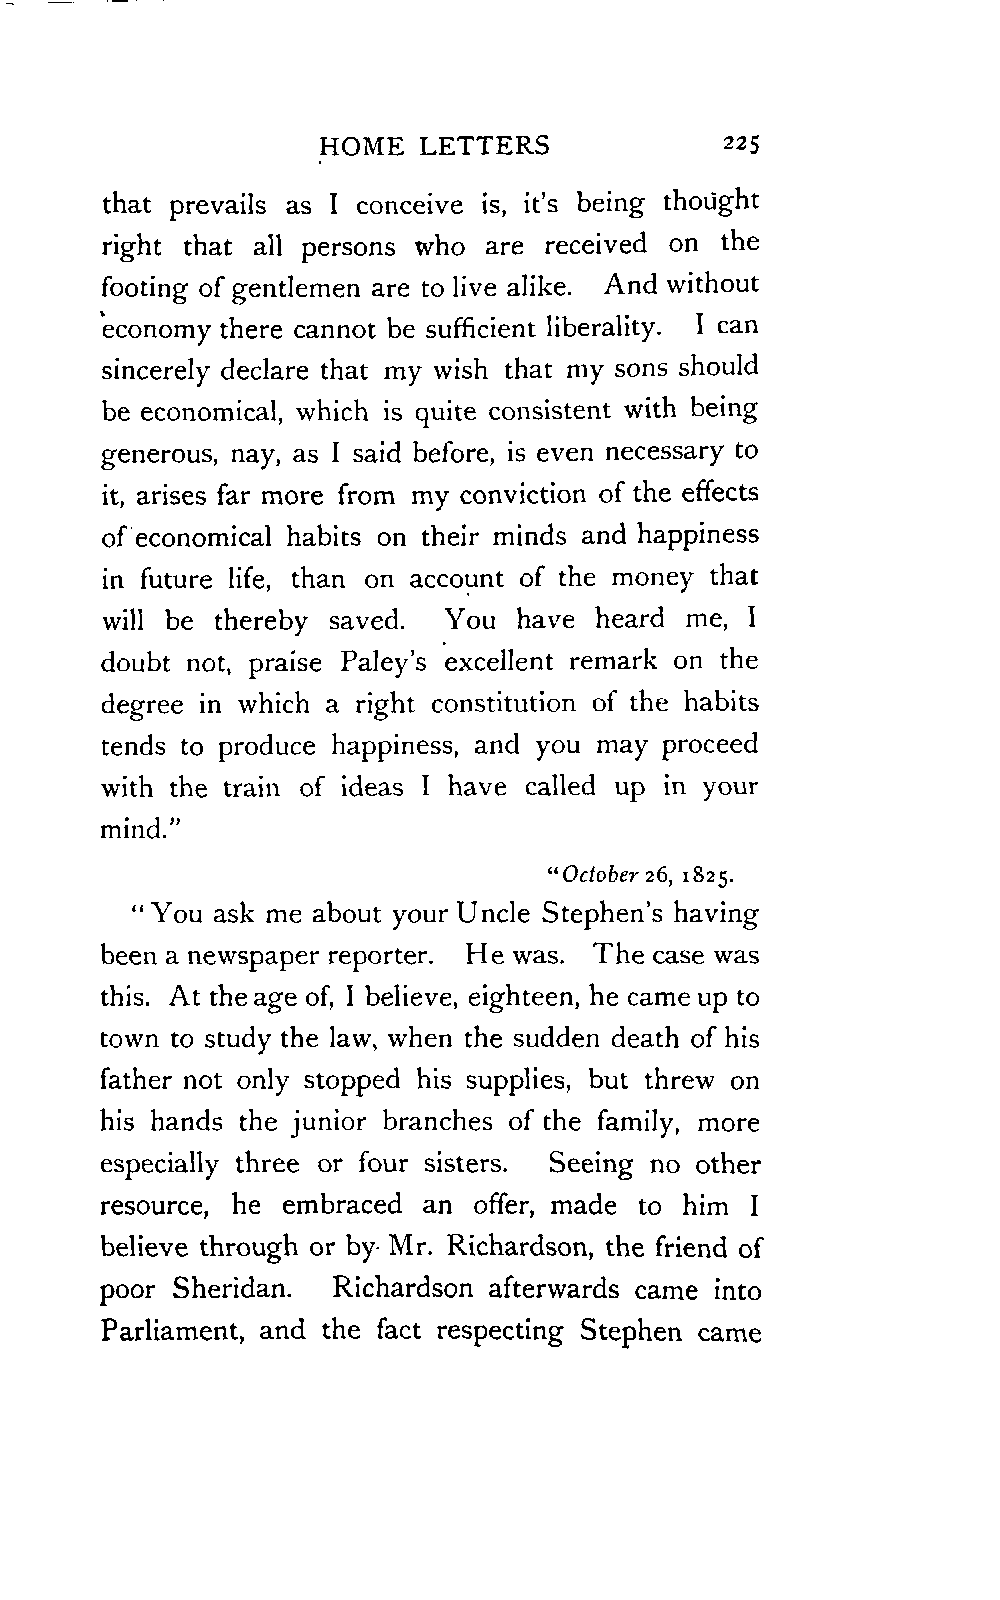 HOME LETTERS 225
that prevails as I conceive is, it's being thought
right that all persons who are received on the
footing of gentlemen are to live alike. And without
economy there cannot be sufficient liberality. I can
sincerely declare that my wish that my sons should
be economical, which is quite consistent with being
generous, nay, as I said before, is even necessary to
it, arises far more from my conviction of the effects
of economical habits on their minds and happiness
in future life, than on account of the money that
will be thereby saved. You have heard me, I
doubt not, praise Paley's excellent remark on the
degree in which a right constitution of the habits
tends to produce happiness, and you may proceed
with the train of ideas I have called up in your
mind."
"October 26, 1825.
"You ask me about your Uncle Stephen's having
been a newspaper reporter. He was. The case was
this. At the age of, I believe, eighteen, he came up to
town to study the law, when the sudden death of his
father not only stopped his supplies, but threw on
his hands the junior branches of the family, more
especially three or four sisters. Seeing no other
resource, he embraced an offer, made to him I
believe through or by Mr. Richardson, the friend of
poor Sheridan. Richardson afterwards came into
Parliament, and the fact respecting Stephen came